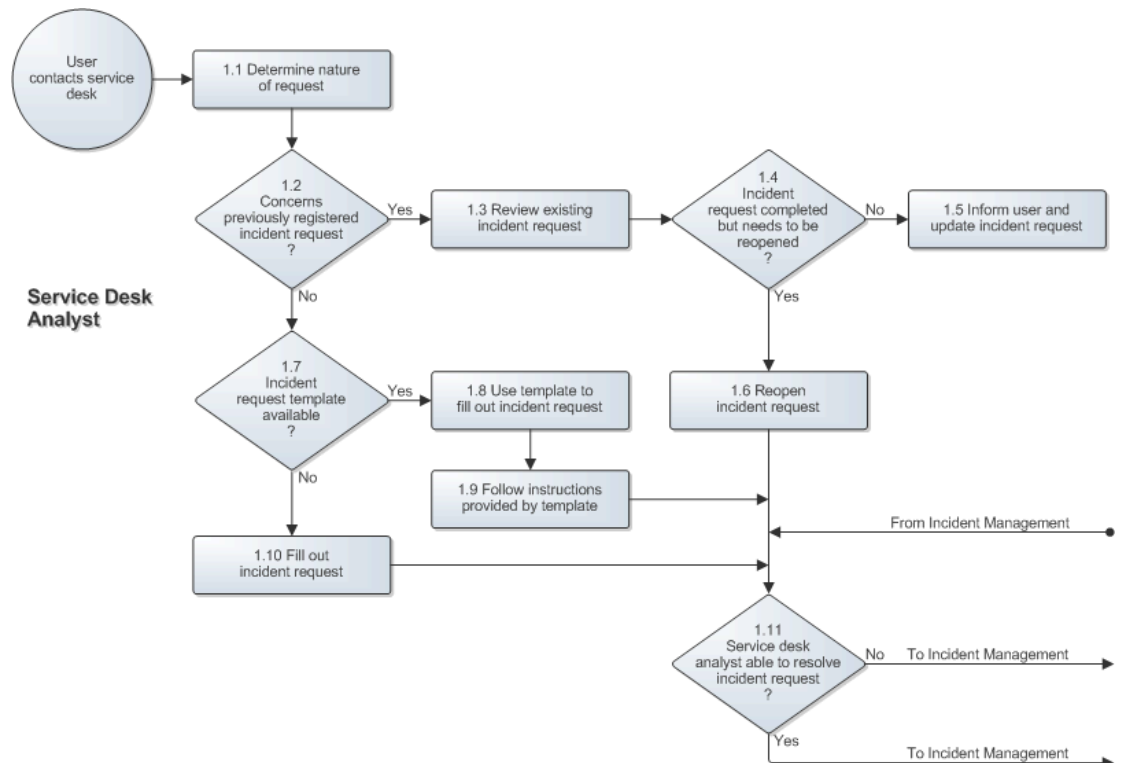 User
contacts service
desk
1.1 Determine nature
of request
1.2
Concerns
previously registered
incident request
?
Yes
1.3 Review existing
incident request
1.4
Incident
request completed
but needs to be
reopened
?
No
1.5 Inform user and
update incident request
No
Yes
Service Desk
Analyst
1.7
Incident
request template
available
?
Yes
1.8 Use template to
fill out incident request
1.6 Reopen
incident request
No
1.9 Follow instructions
provided by template
From Incident Management
1.10 Fill out
incident request
1.11
Service desk
analyst able to resolve
incident request
?
No
To Incident Management
Yes
To Incident Management